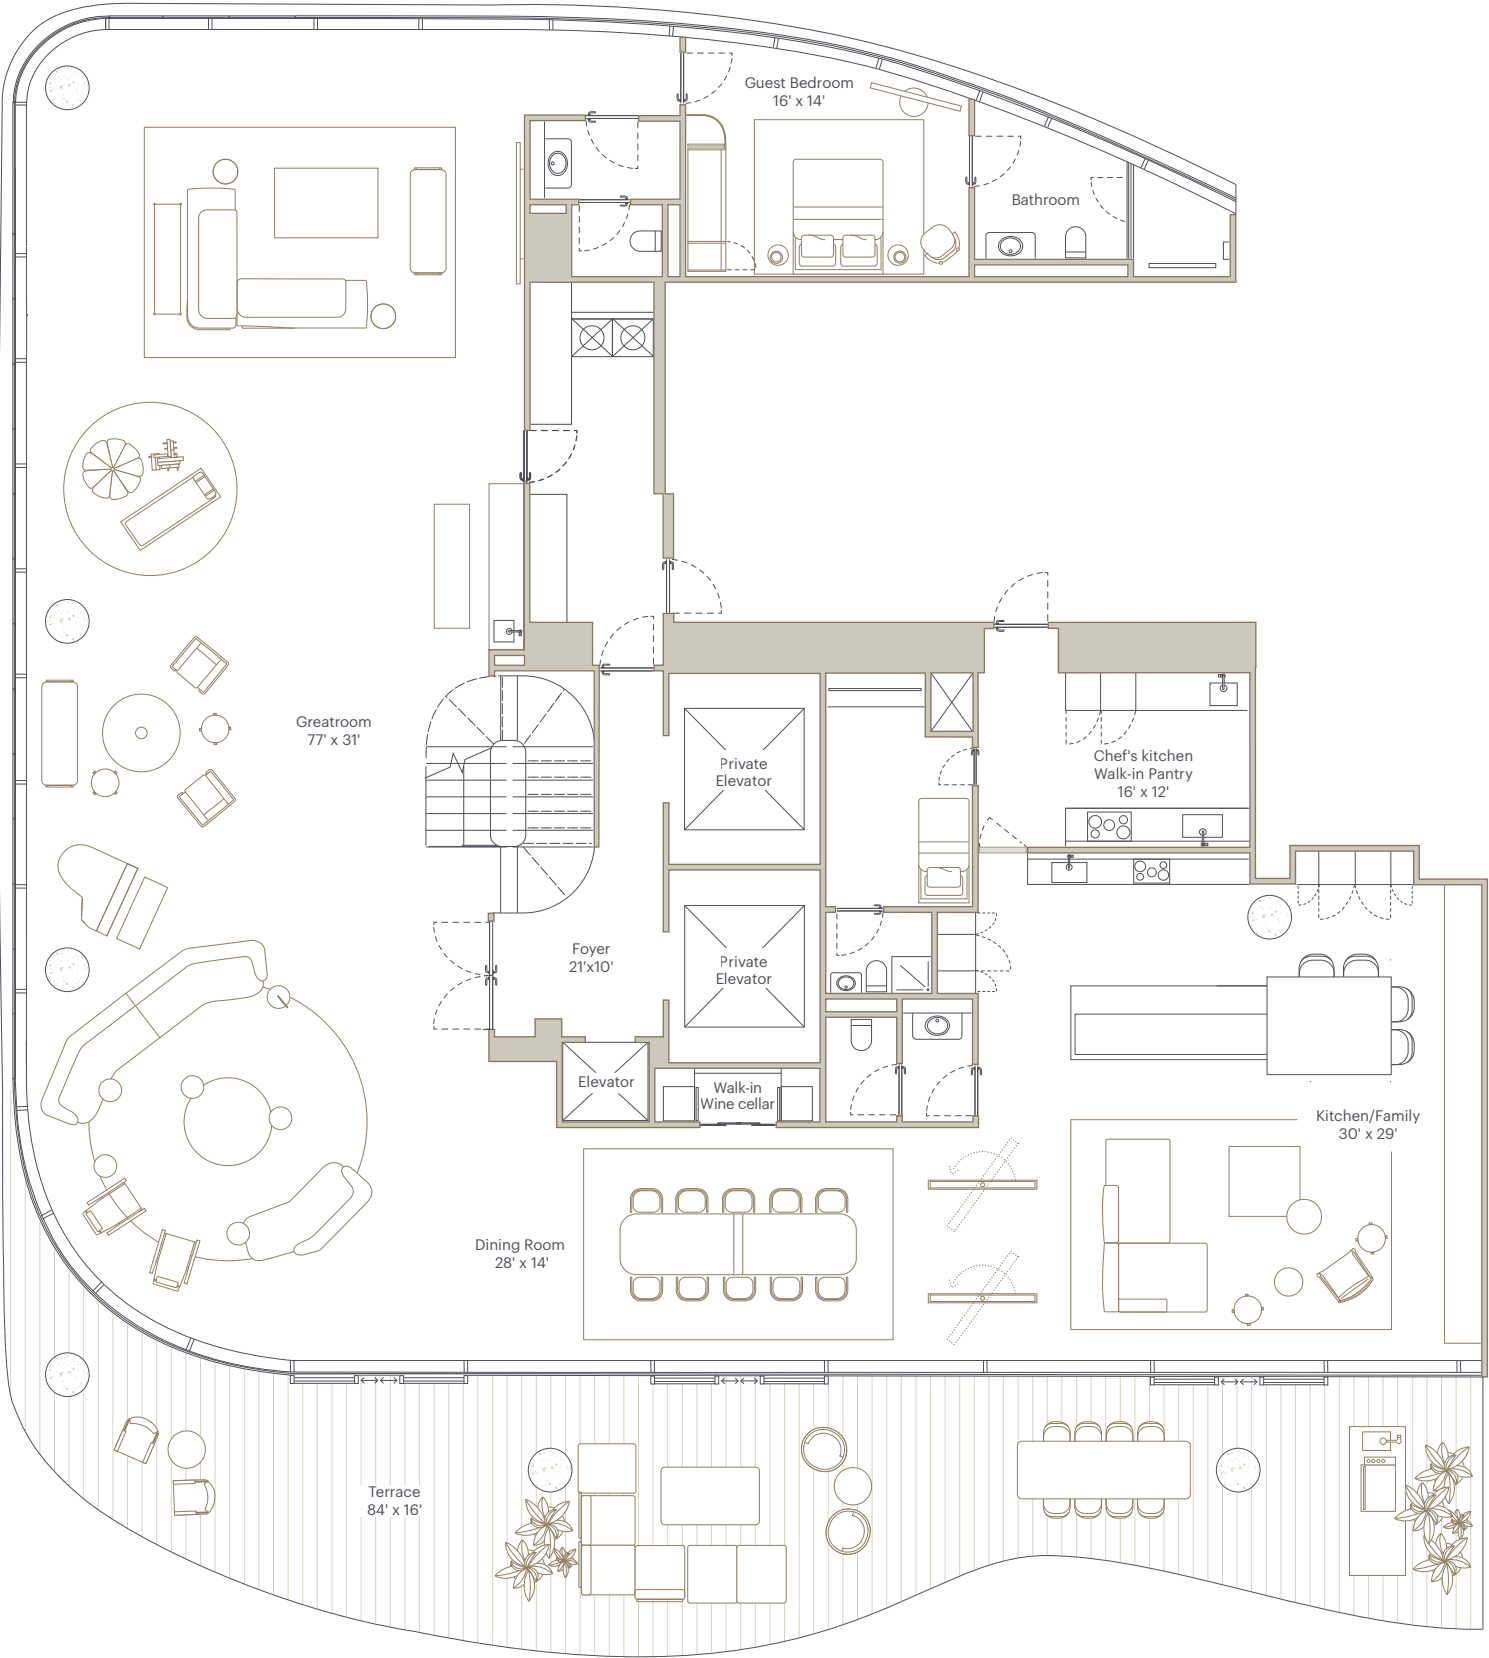 Guest Bedroom
16' x 14'
Bathroom
Greatroom
77' x 31'
Private
Elevator
Chef's kitchen
Walk-in Pantry
16' x 12'
Foyer
21'x10'
Private
Elevator
Elevator
Walk-in
Wine cellar
Kitchen/Family
30' x 29'
Dining Room
28' x 14'
Terrace
84' x 16'